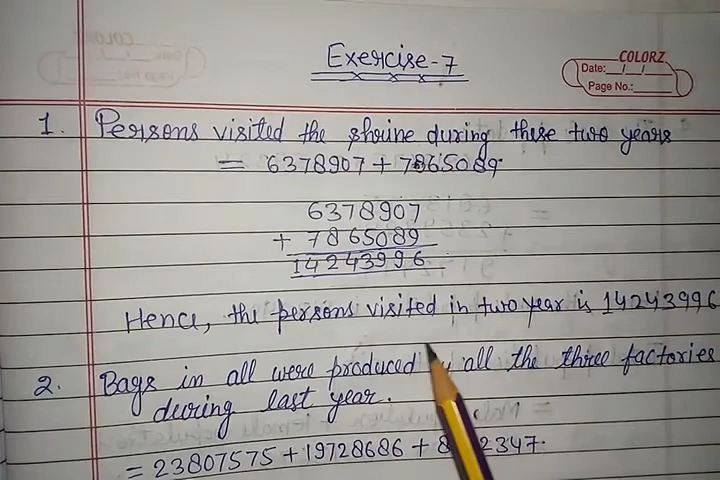 Exercise-7
COLORZ
Date: / /
Page No.:
1. Persons visited the shrine during these two years
= 6378907 + 7865089.
6378907
+ 7865089
14243996
Hence, the persons visited in two year is 14243996
2. Bags in all were produced all the three factories
during last year.
= 23807575 + 19728686 +